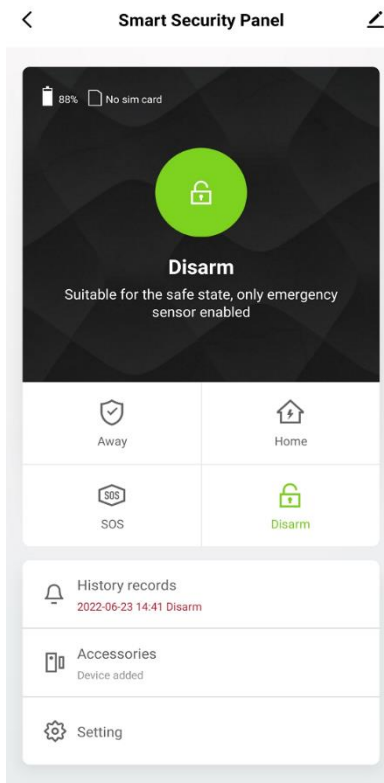 Smart Security Panel
88% No sim card
Disarm
Suitable for the safe state, only emergency
sensor enabled
Away
Home
SOS
SOS
Disarm
History records
2022-06-23 14:41 Disarm
Accessories
Device added
Setting